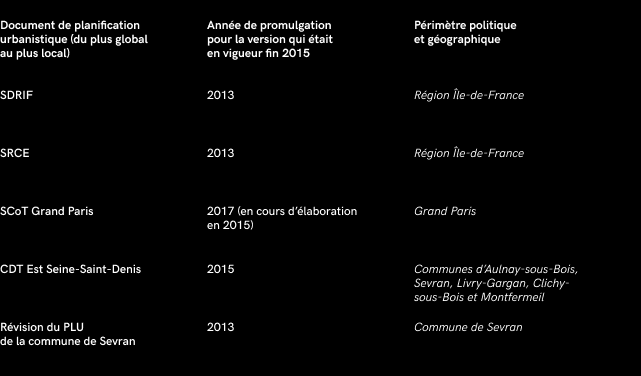 Document de planification
urbanistique (du plus global
au plus local)
Année de promulgation
pour la version qui était
en vigueur fin 2015
Périmètre politique
et géographique
SDRIF
2013
Région Île-de-France
SRCE
2013
Région Île-de-France
SCoT Grand Paris
2017 (en cours d’élaboration
en 2015)
Grand Paris
CDT Est Seine-Saint-Denis
2015
Communes d’Aulnay-sous-Bois,
Sevran, Livry-Gargan, Clichy-
sous-Bois et Montfermeil
Révision du PLU
de la commune de Sevran
2013
Commune de Sevran